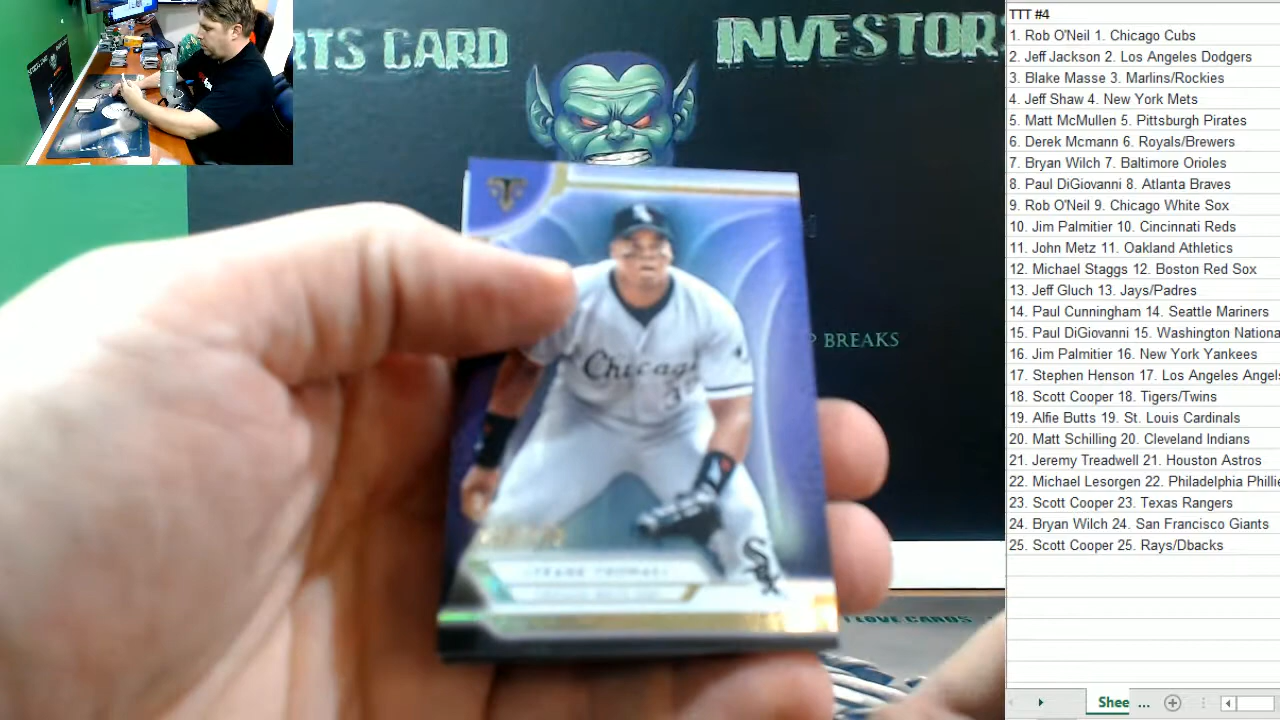 RTS CARD INVESTORS
BREAKS
Chicago
35
FRANK THOMAS
I LOVE CARDS
TTT #4
1. Rob O'Neil 1. Chicago Cubs
2. Jeff Jackson 2. Los Angeles Dodgers
3. Blake Masse 3. Marlins/Rockies
4. Jeff Shaw 4. New York Mets
5. Matt McMullen 5. Pittsburgh Pirates
6. Derek Mcmann 6. Royals/Brewers
7. Bryan Wilch 7. Baltimore Orioles
8. Paul DiGiovanni 8. Atlanta Braves
9. Rob O'Neil 9. Chicago White Sox
10. Jim Palmitier 10. Cincinnati Reds
11. John Metz 11. Oakland Athletics
12. Michael Staggs 12. Boston Red Sox
13. Jeff Gluch 13. Jays/Padres
14. Paul Cunningham 14. Seattle Mariners
15. Paul DiGiovanni 15. Washington Nationa
16. Jim Palmitier 16. New York Yankees
17. Stephen Henson 17. Los Angeles Angels
18. Scott Cooper 18. Tigers/Twins
19. Alfie Butts 19. St. Louis Cardinals
20. Matt Schilling 20. Cleveland Indians
21. Jeremy Treadwell 21. Houston Astros
22. Michael Lesorgen 22. Philadelphia Phillie
23. Scott Cooper 23. Texas Rangers
24. Bryan Wilch 24. San Francisco Giants
25. Scott Cooper 25. Rays/Dbacks
Shee ...